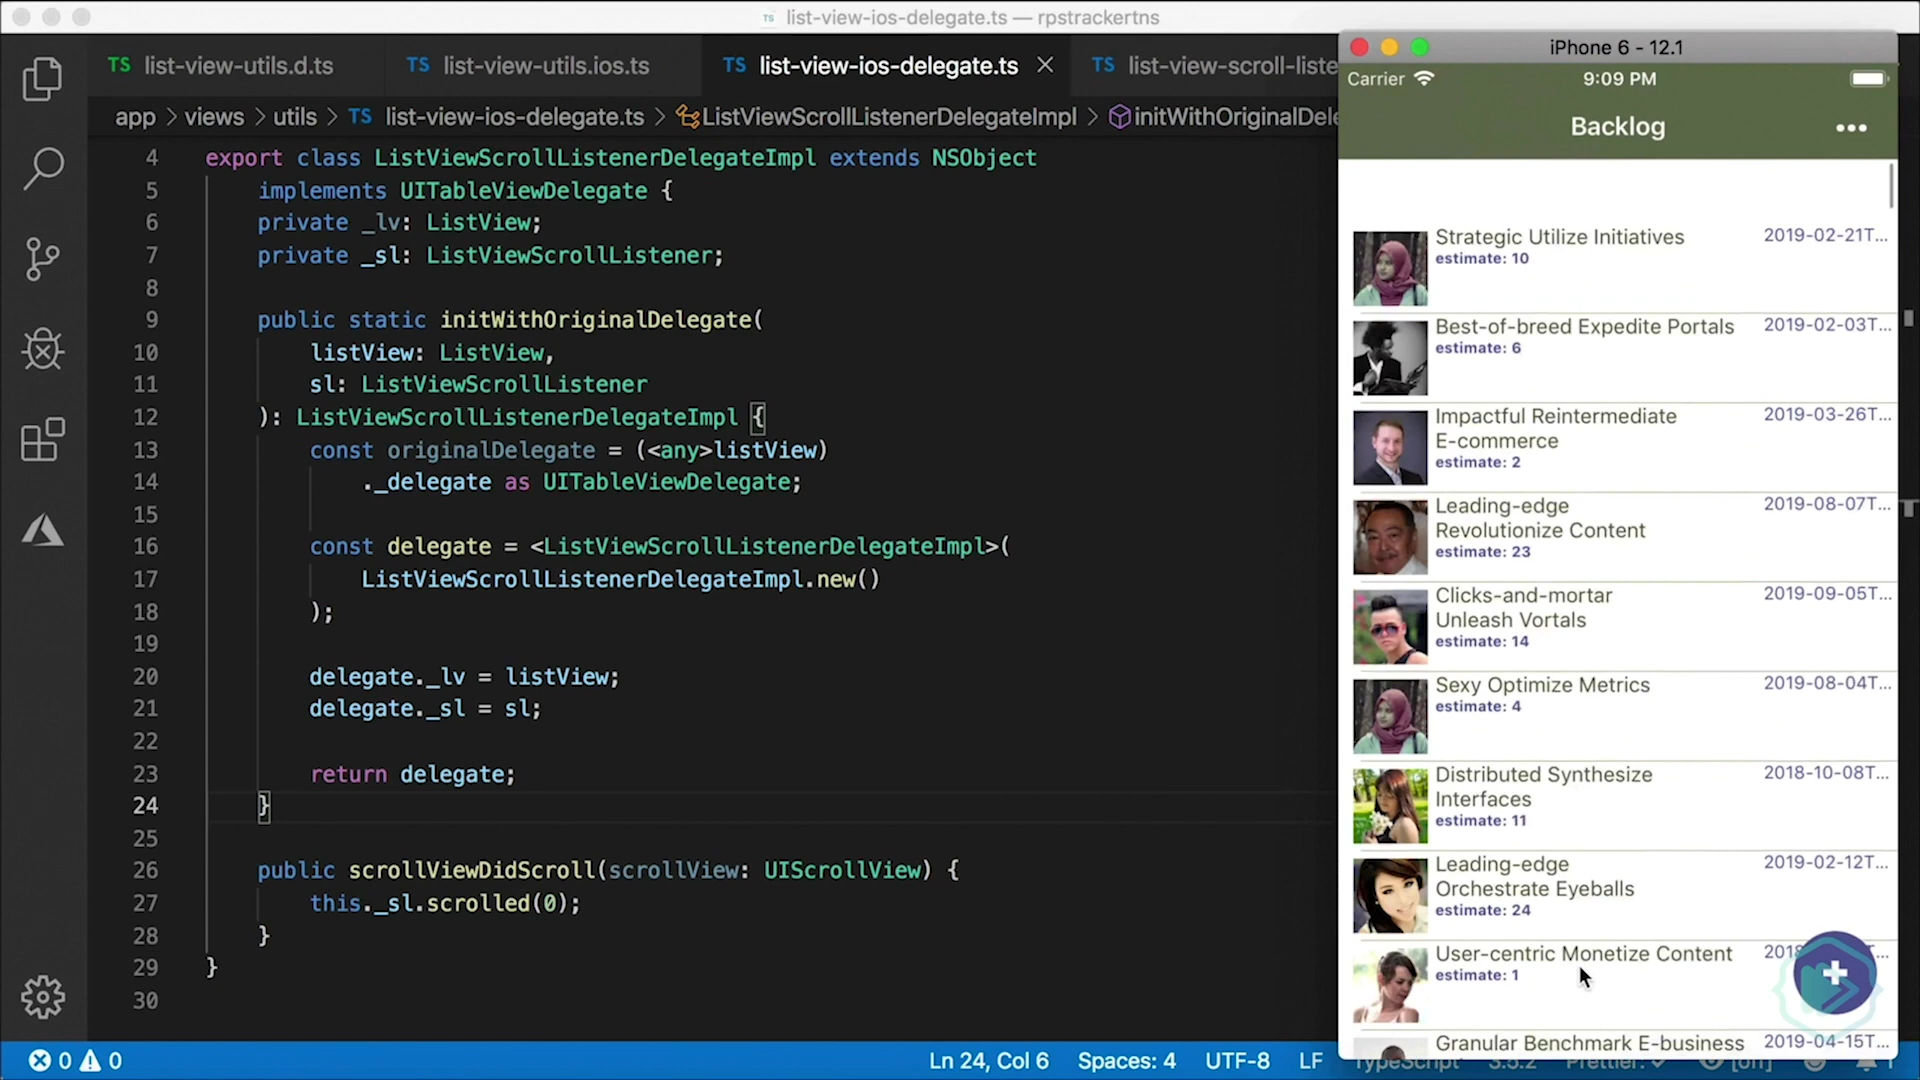 list-view-ios-delegate.ts — rpstrackertns
TS list-view-utils.d.ts
TS list-view-utils.ios.ts
TS list-view-ios-delegate.ts
TS list-view-scroll-liste
app > views > utils > TS list-view-ios-delegate.ts > ListViewScrollListenerDelegateImpl > initWithOriginalDele
4 export class ListViewScrollListenerDelegateImpl extends NSObject
5 implements UITableViewDelegate {
6 private _lv: ListView;
7 private _sl: ListViewScrollListener;
8
9 public static initWithOriginalDelegate(
10 listView: ListView,
11 sl: ListViewScrollListener
12 ): ListViewScrollListenerDelegateImpl {
13 const originalDelegate = (<any>listView)
14 ._delegate as UITableViewDelegate;
15
16 const delegate = <ListViewScrollListenerDelegateImpl>(
17 ListViewScrollListenerDelegateImpl.new()
18 );
19
20 delegate._lv = listView;
21 delegate._sl = sl;
22
23 return delegate;
24 }
25
26 public scrollViewDidScroll(scrollView: UIScrollView) {
27 this._sl.scrolled(0);
28 }
29 }
30
0 0
Ln 24, Col 6 Spaces: 4 UTF-8 LF TypeScript 3.5.2 Prettier: ✓ [off]
iPhone 6 - 12.1
Carrier 9:09 PM
Backlog
Strategic Utilize Initiatives 2019-02-21T...
estimate: 10
Best-of-breed Expedite Portals 2019-02-03T...
estimate: 6
Impactful Reintermediate 2019-03-26T...
E-commerce
estimate: 2
Leading-edge 2019-08-07T...
Revolutionize Content
estimate: 23
Clicks-and-mortar 2019-09-05T...
Unleash Vortals
estimate: 14
Sexy Optimize Metrics 2019-08-04T...
estimate: 4
Distributed Synthesize 2018-10-08T...
Interfaces
estimate: 11
Leading-edge 2019-02-12T...
Orchestrate Eyeballs
estimate: 24
User-centric Monetize Content
estimate: 1
Granular Benchmark E-business 2019-04-15T...